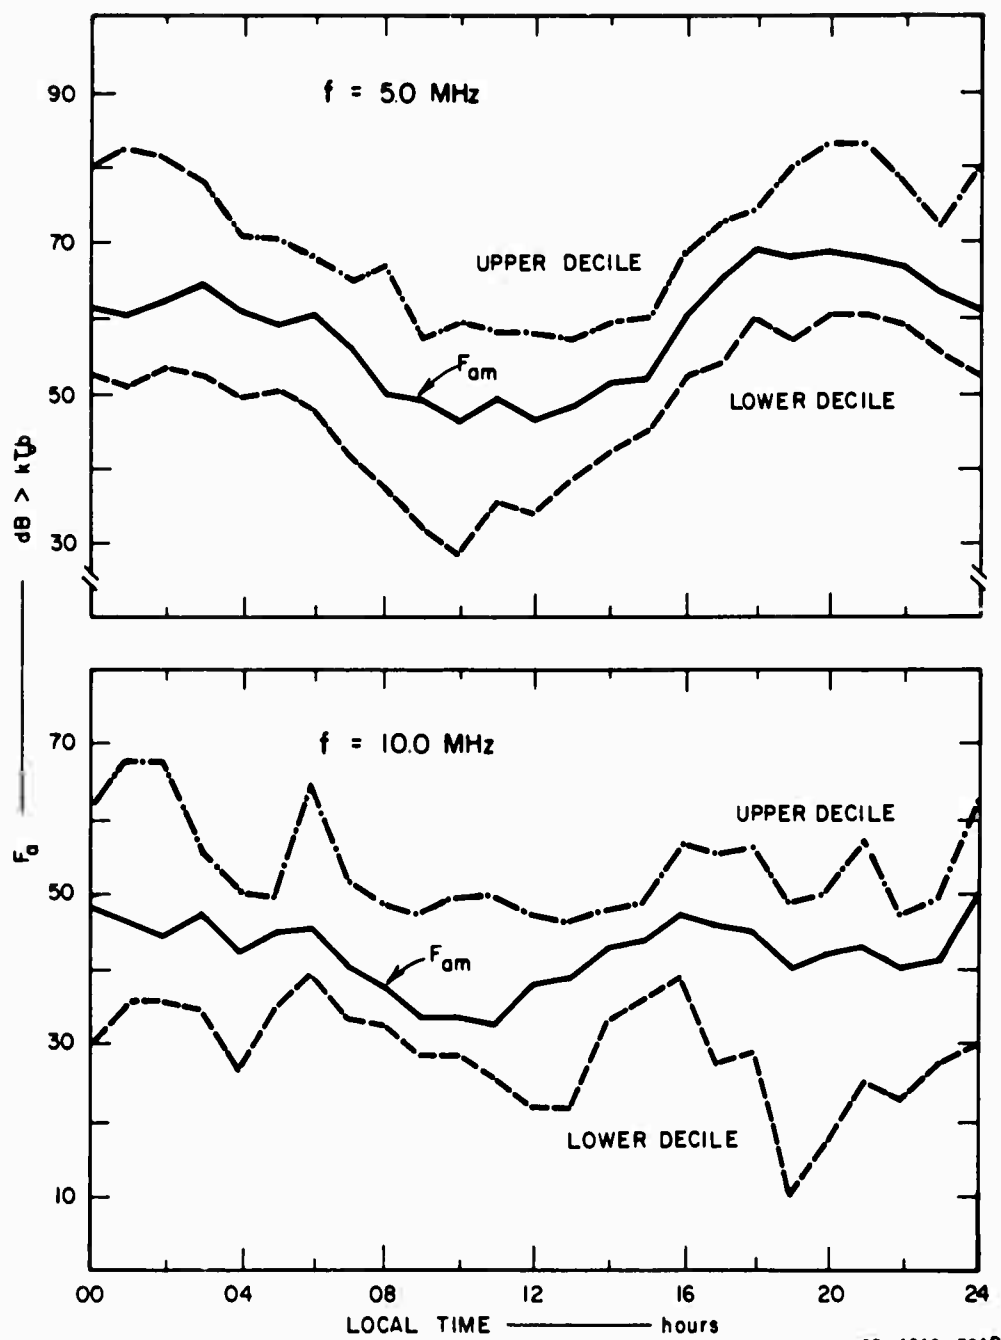 f = 5.0 MHz
90
70
50
30
UPPER DECILE
Fam
LOWER DECILE
Fa dB > kTob
f = 10.0 MHz
70
50
30
10
UPPER DECILE
Fam
LOWER DECILE
00 04 08 12 16 20 24
LOCAL TIME hours